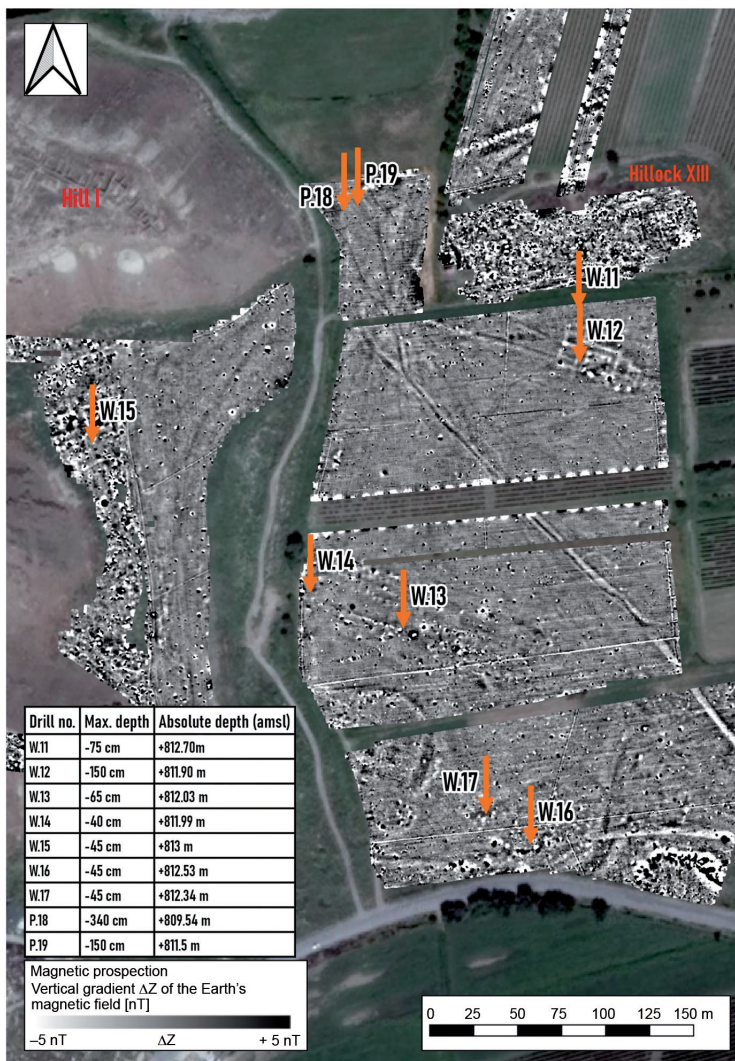 P.19
P.18
Hill I
Hillock XIII
W.11
W.12
W.15
W.14
W.13
W.17
W.16
Drill no. Max. depth Absolute depth (amsl)
W.11 -75 cm +812.70m
W.12 -150 cm +811.90 m
W.13 -65 cm +812.03 m
W.14 -40 cm +811.99 m
W.15 -45 cm +813 m
W.16 -45 cm +812.53 m
W.17 -45 cm +812.34 m
P.18 -340 cm +809.54 m
P.19 -150 cm +811.5 m
Magnetic prospection
Vertical gradient ΔZ of the Earth's
magnetic field [nT]
–5 nT ΔZ + 5 nT
0 25 50 75 100 125 150 m